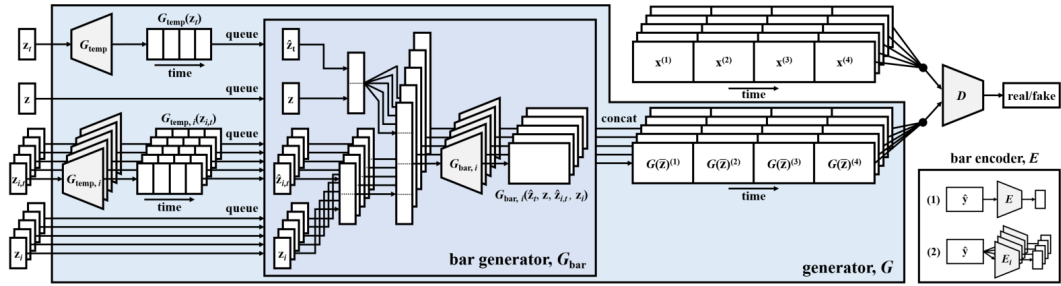 G_temp(z_t)
z_t
G_temp
queue
time
z
queue
G_temp, i(z_i,t)
z_i,t
G_temp, i
queue
time
queue
z_i
ẑ_t
z
ẑ_i,t
z_i
G_bar, i
G_bar, i(ẑ_t, z, ẑ_i,t, z_i)
bar generator, G_bar
concat
x^(1) x^(2) x^(3) x^(4)
time
G(z̄)^(1) G(z̄)^(2) G(z̄)^(3) G(z̄)^(4)
time
generator, G
D
real/fake
bar encoder, E
(1) ŷ E
(2) ŷ E_i